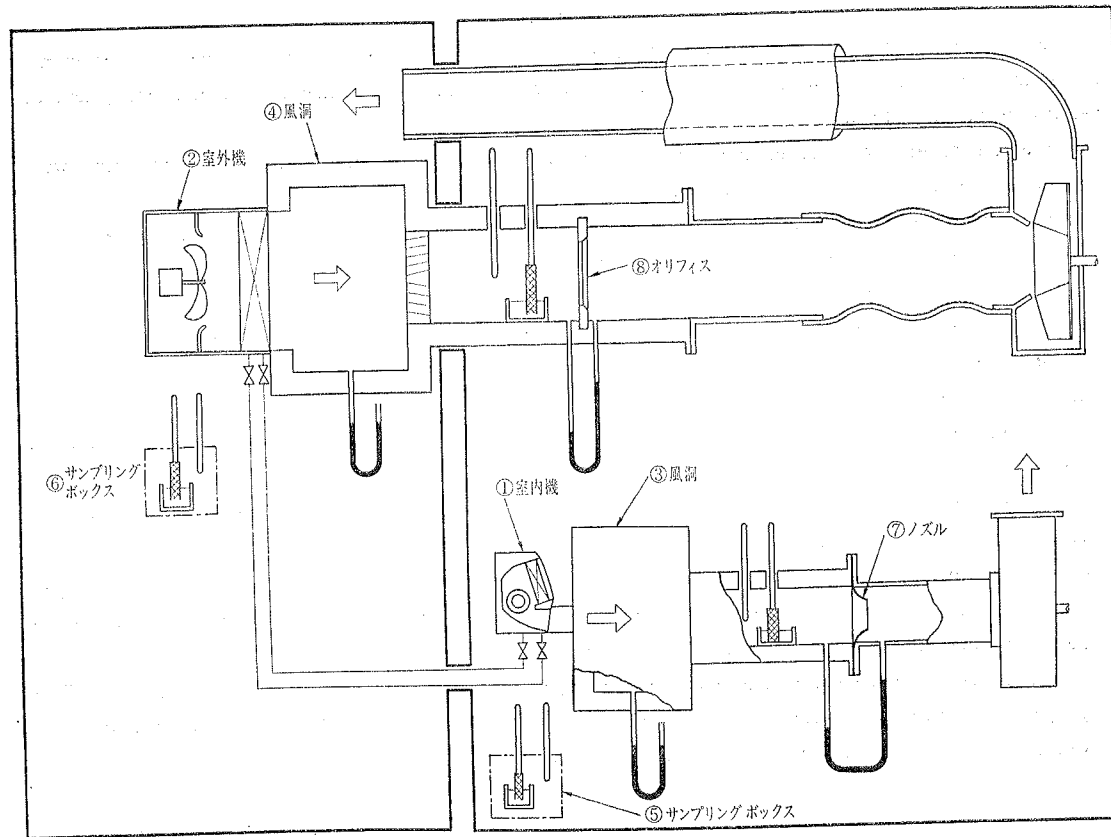 ④風洞
②室外機
⑧オリフィス
⑥サンプリング
ボックス
①室内機
③風洞
⑦ノズル
⑤サンプリングボックス